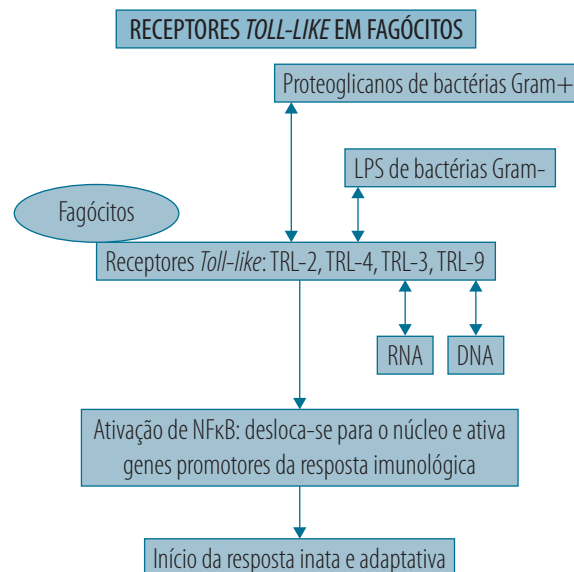 RECEPTORES TOLL-LIKE EM FAGÓCITOS
Proteoglicanos de bactérias Gram+
LPS de bactérias Gram-
Fagócitos
Receptores Toll-like: TRL-2, TRL-4, TRL-3, TRL-9
RNA
DNA
Ativação de NFκB: desloca-se para o núcleo e ativa
genes promotores da resposta imunológica
Início da resposta inata e adaptativa